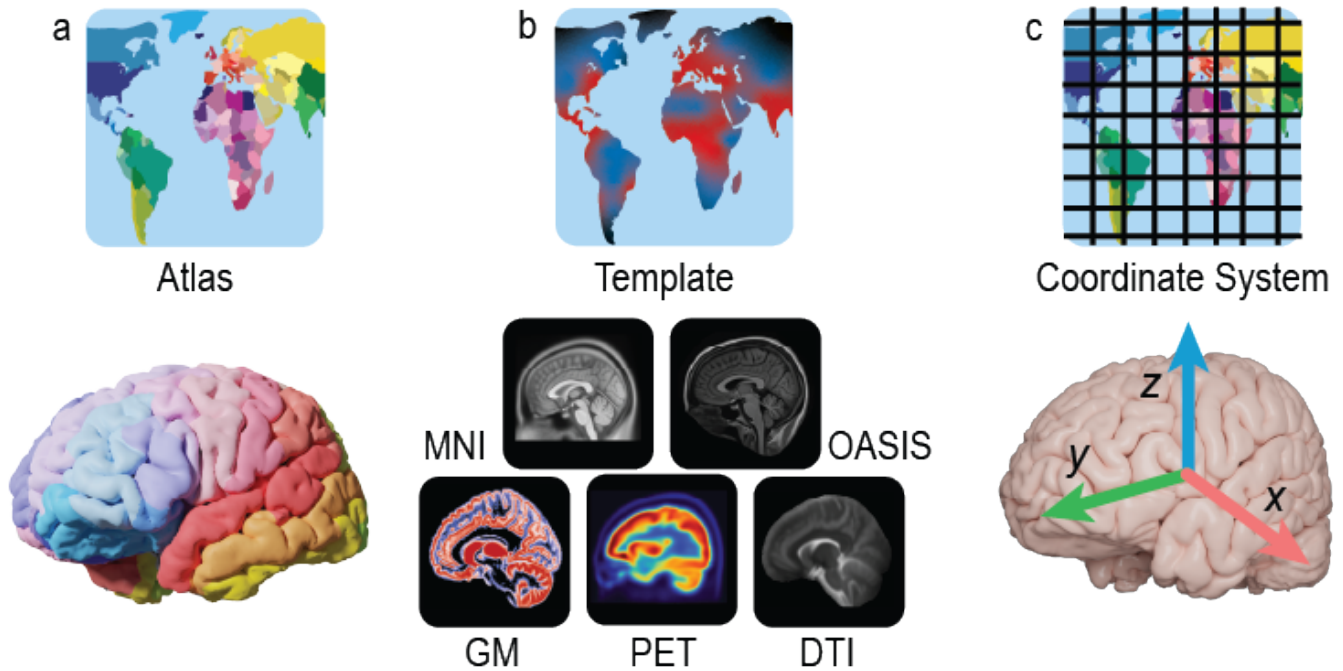 a
b
c
Atlas
Template
Coordinate System
MNI
OASIS
GM
PET
DTI
z
y
x